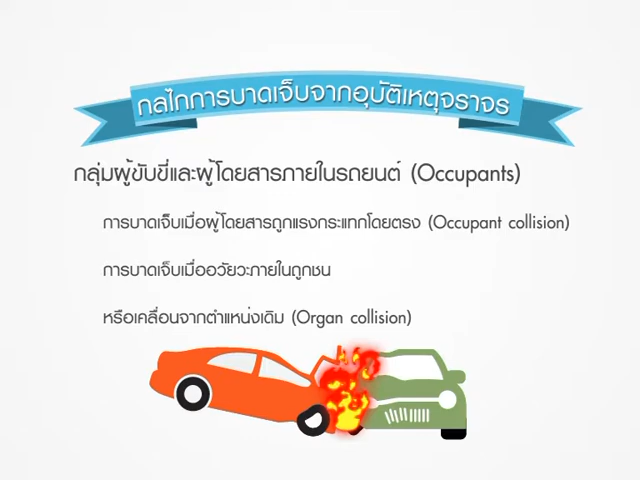 กลไกการบาดเจ็บจากอุบัติเหตุจราจร
กลุ่มผู้ขับขี่และผู้โดยสารภายในรถยนต์ (Occupants)
การบาดเจ็บเมื่อผู้โดยสารถูกแรงกระแทกโดยตรง (Occupant collision)
การบาดเจ็บเมื่ออวัยวะภายในถูกชน
หรือเคลื่อนจากตำแหน่งเดิม (Organ collision)